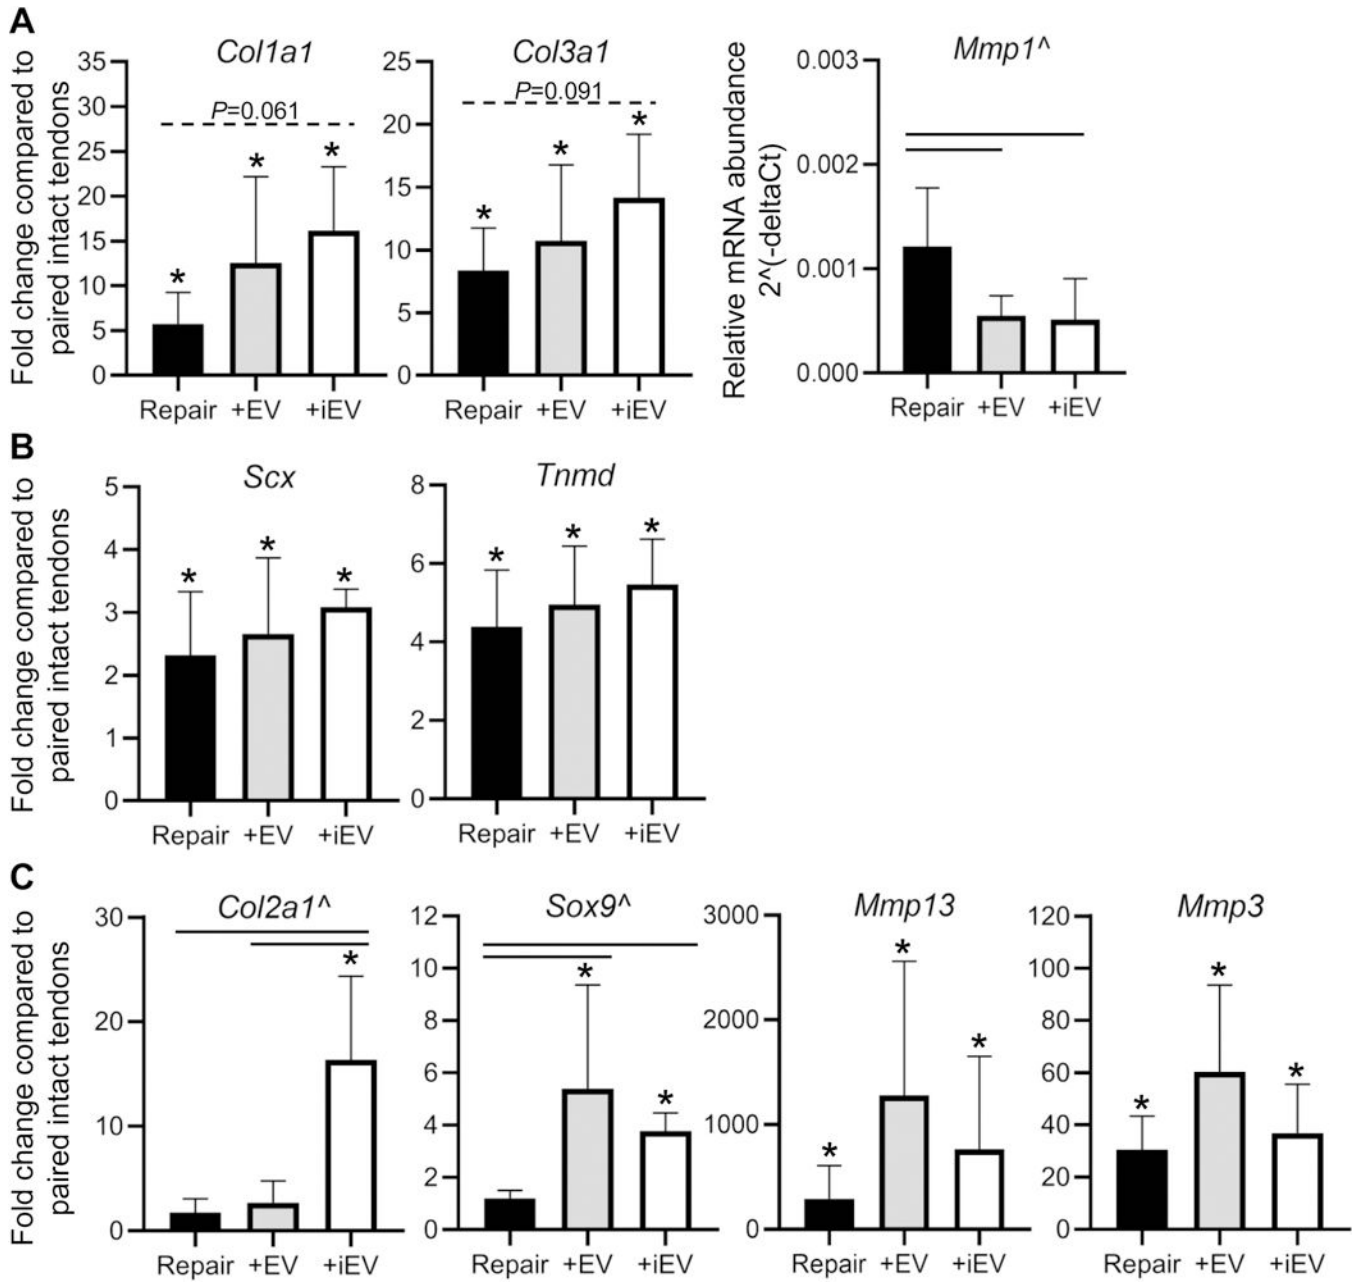 A
Fold change compared to
paired intact tendons
Col1a1
35
30
25
20
15
10
5
0
P=0.061
*
*
*
Repair +EV +iEV
Col3a1
25
20
15
10
5
0
P=0.091
*
*
*
Repair +EV +iEV
Relative mRNA abundance
2^(-deltaCt)
Mmp1^
0.003
0.002
0.001
0.000
Repair +EV +iEV
B
Fold change compared to
paired intact tendons
Scx
5
4
3
2
1
0
*
*
*
Repair +EV +iEV
Tnmd
8
6
4
2
0
*
*
*
Repair +EV +iEV
C
Fold change compared to
paired intact tendons
Col2a1^
30
20
10
0
*
Repair +EV +iEV
Sox9^
12
10
8
6
4
2
0
*
*
Repair +EV +iEV
Mmp13
3000
2000
1000
0
*
*
*
Repair +EV +iEV
Mmp3
120
100
80
60
40
20
0
*
*
*
Repair +EV +iEV